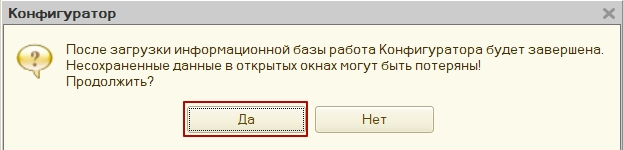 Конфигуратор
После загрузки информационной базы работа Конфигуратора будет завершена.
Несохраненные данные в открытых окнах могут быть потеряны!
Продолжить?
Да Нет